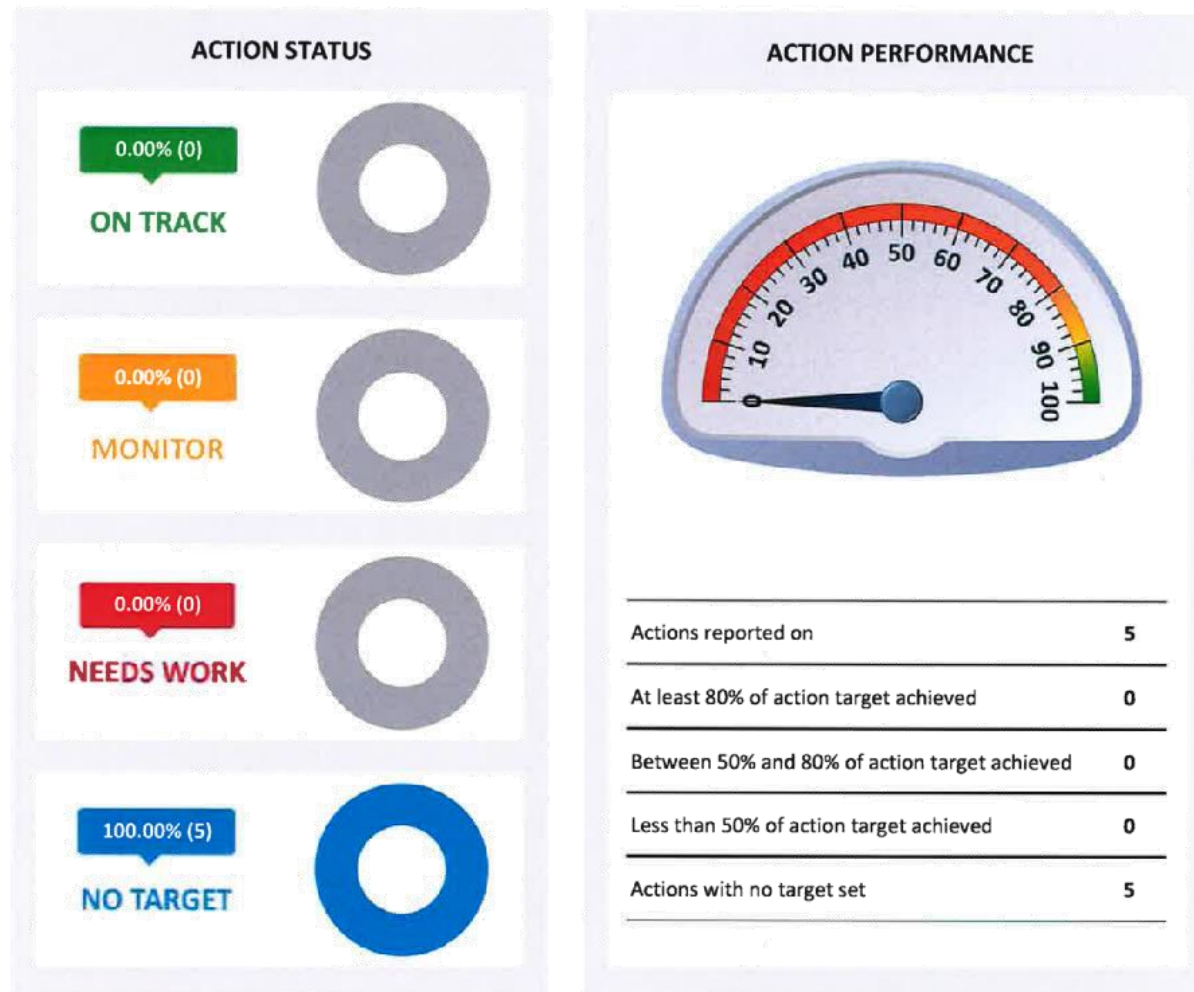 ACTION STATUS
0.00% (0)
ON TRACK
0.00% (0)
MONITOR
0.00% (0)
NEEDS WORK
100.00% (5)
NO TARGET
ACTION PERFORMANCE
0 10 20 30 40 50 60 70 80 90 100
Actions reported on 5
At least 80% of action target achieved 0
Between 50% and 80% of action target achieved 0
Less than 50% of action target achieved 0
Actions with no target set 5